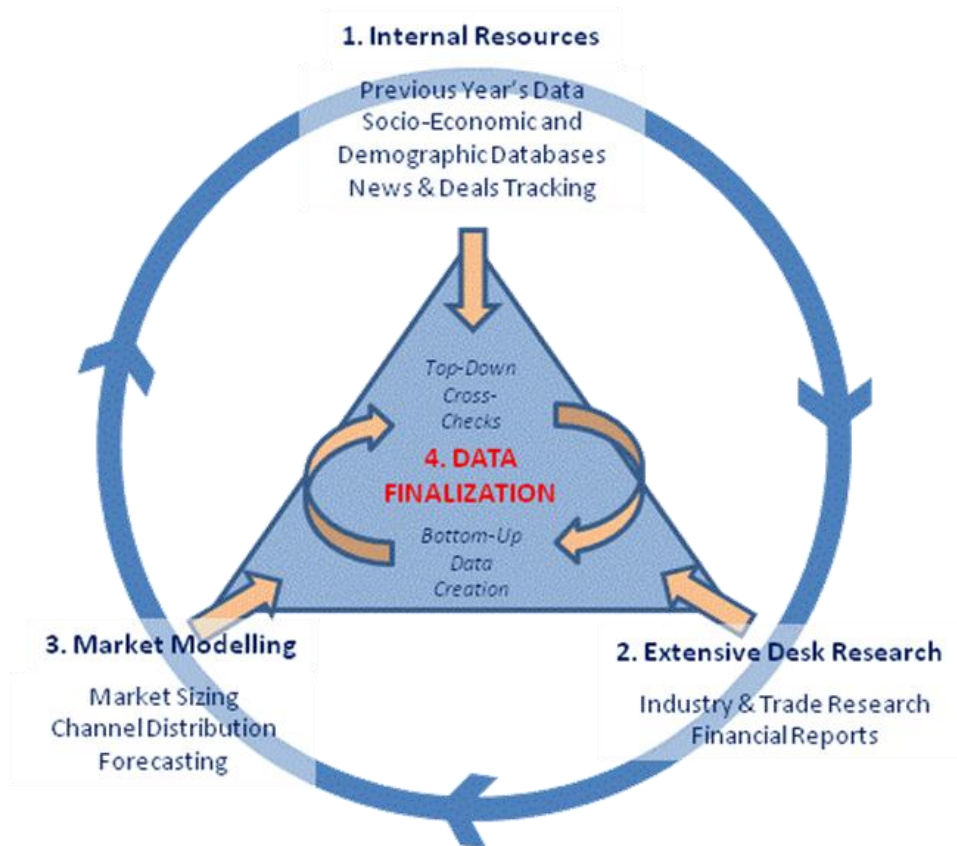 1. Internal Resources
Previous Year's Data
Socio-Economic and
Demographic Databases
News & Deals Tracking
Top-Down
Cross-
Checks
4. DATA
FINALIZATION
Bottom-Up
Data
Creation
3. Market Modelling
Market Sizing
Channel Distribution
Forecasting
2. Extensive Desk Research
Industry & Trade Research
Financial Reports